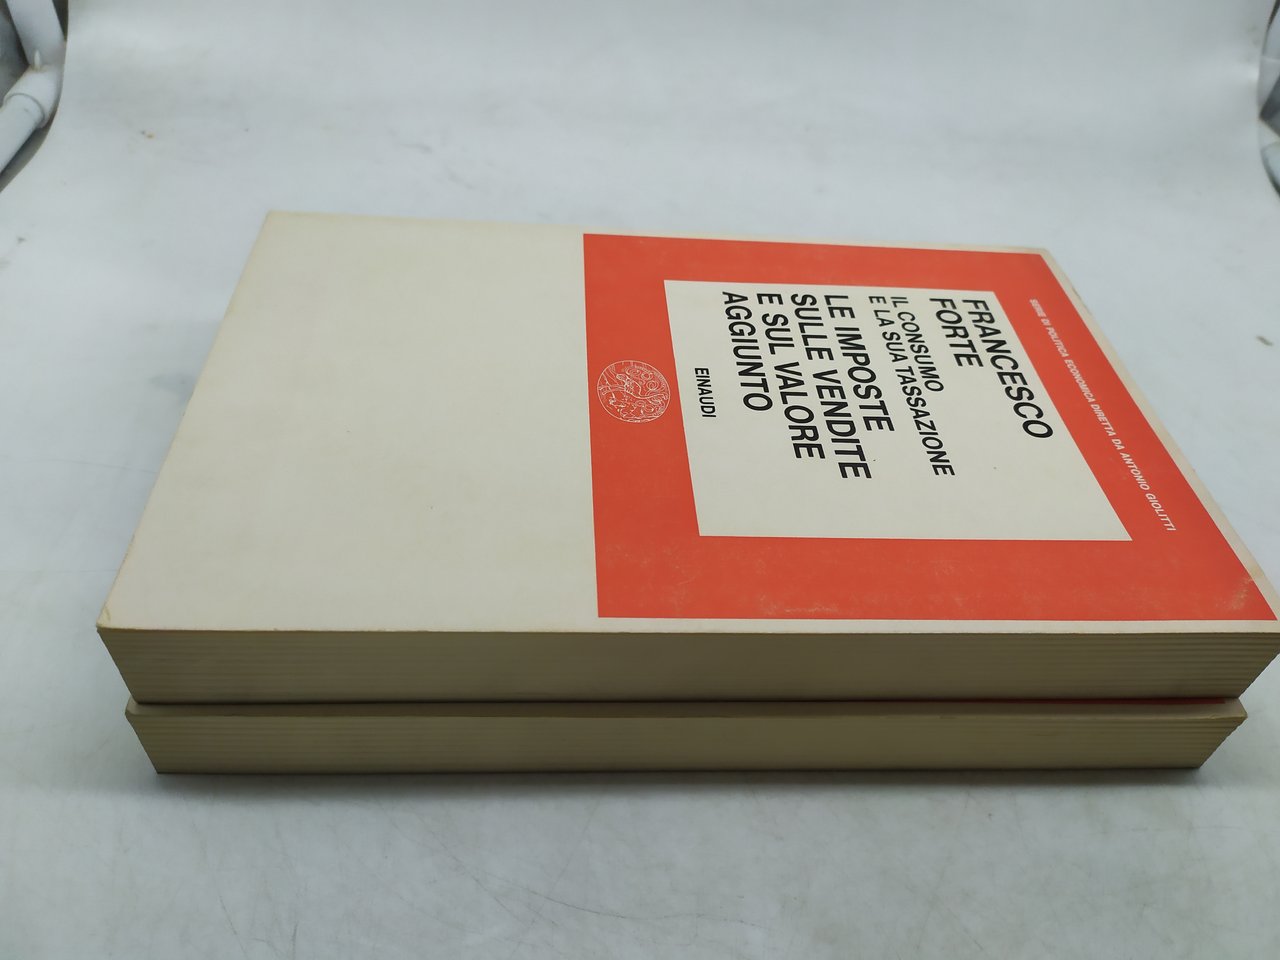 SERIE DI POLITICA ECONOMICA DIRETTA DA ANTONIO GIOLITTI
FRANCESCO
FORTE
IL CONSUMO
E LA SUA TASSAZIONE
LE IMPOSTE
SULLE VENDITE
E SUL VALORE
AGGIUNTO
EINAUDI